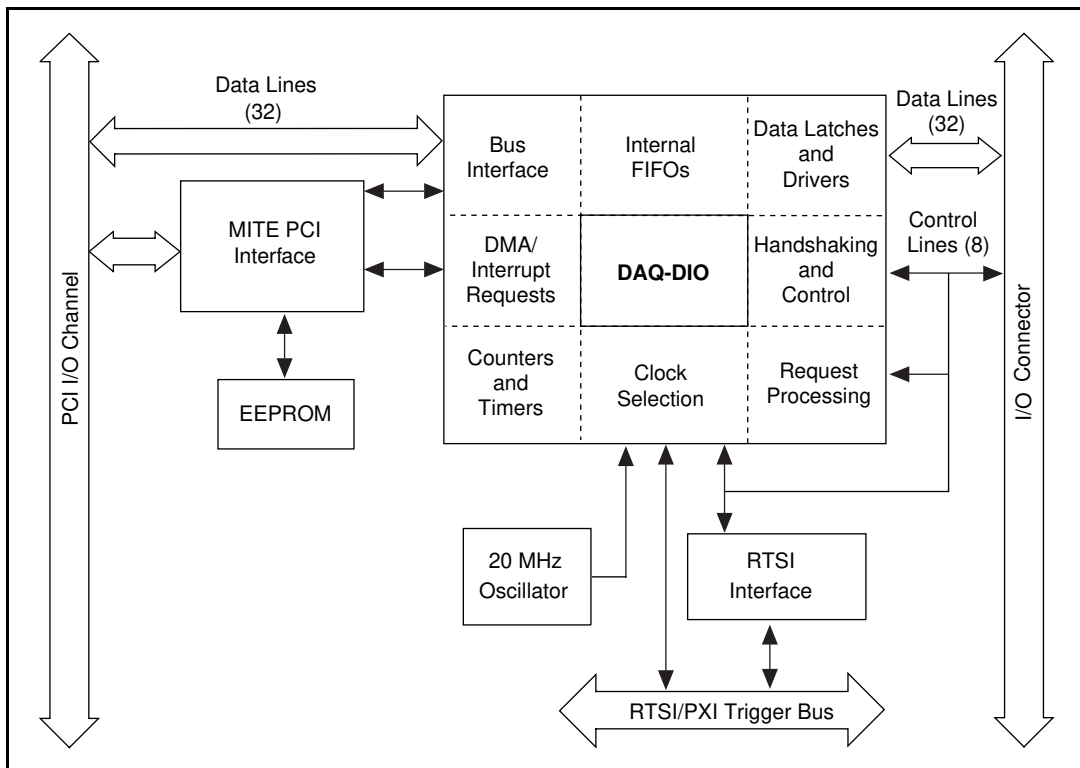 Data Lines
(32)
Data Lines
(32)
Bus
Interface
Internal
FIFOs
Data Latches
and
Drivers
MITE PCI
Interface
DMA/
Interrupt
Requests
DAQ-DIO
Handshaking
and
Control
Control
Lines (8)
PCI I/O Channel
I/O Connector
EEPROM
Counters
and
Timers
Clock
Selection
Request
Processing
20 MHz
Oscillator
RTSI
Interface
RTSI/PXI Trigger Bus